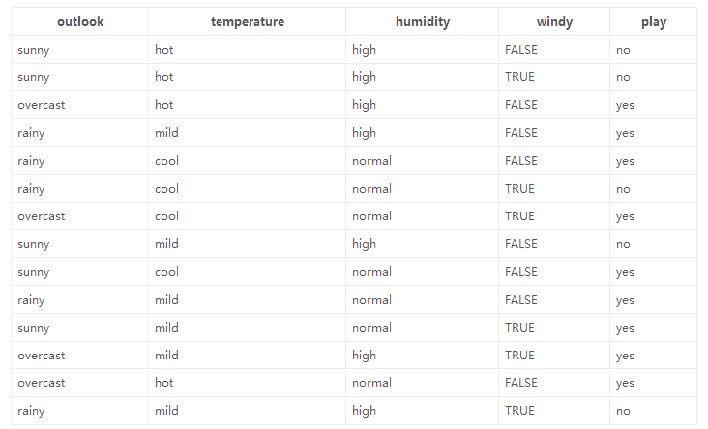 outlook temperature humidity windy play
sunny hot high FALSE no
sunny hot high TRUE no
overcast hot high FALSE yes
rainy mild high FALSE yes
rainy cool normal FALSE yes
rainy cool normal TRUE no
overcast cool normal TRUE yes
sunny mild high FALSE no
sunny cool normal FALSE yes
rainy mild normal FALSE yes
sunny mild normal TRUE yes
overcast mild high TRUE yes
overcast hot normal FALSE yes
rainy mild high TRUE no